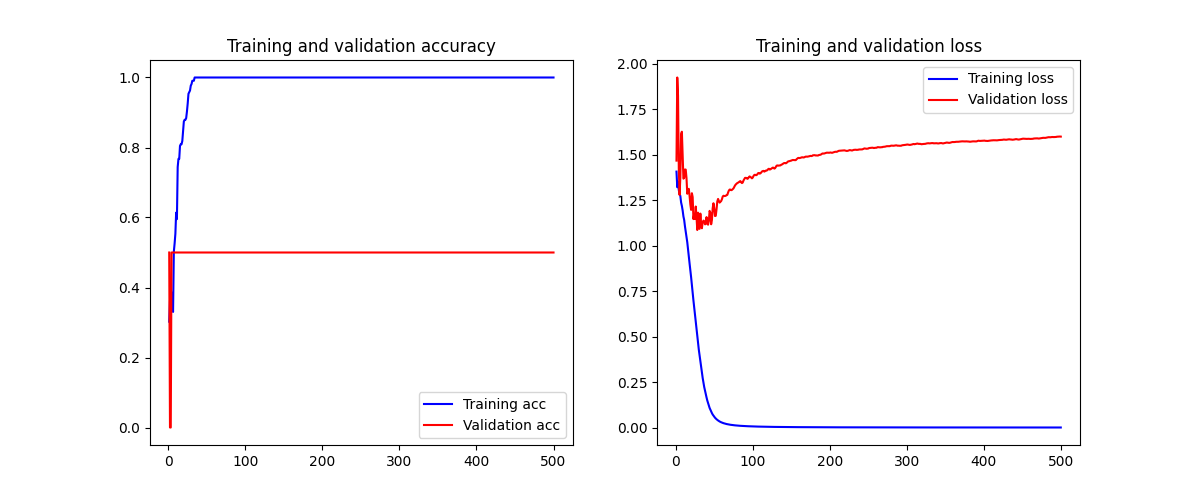 Training and validation accuracy
1.0
0.8
0.6
0.4
0.2
0.0
Training acc
Validation acc
0 100 200 300 400 500
Training and validation loss
2.00
1.75
1.50
1.25
1.00
0.75
0.50
0.25
0.00
Training loss
Validation loss
0 100 200 300 400 500